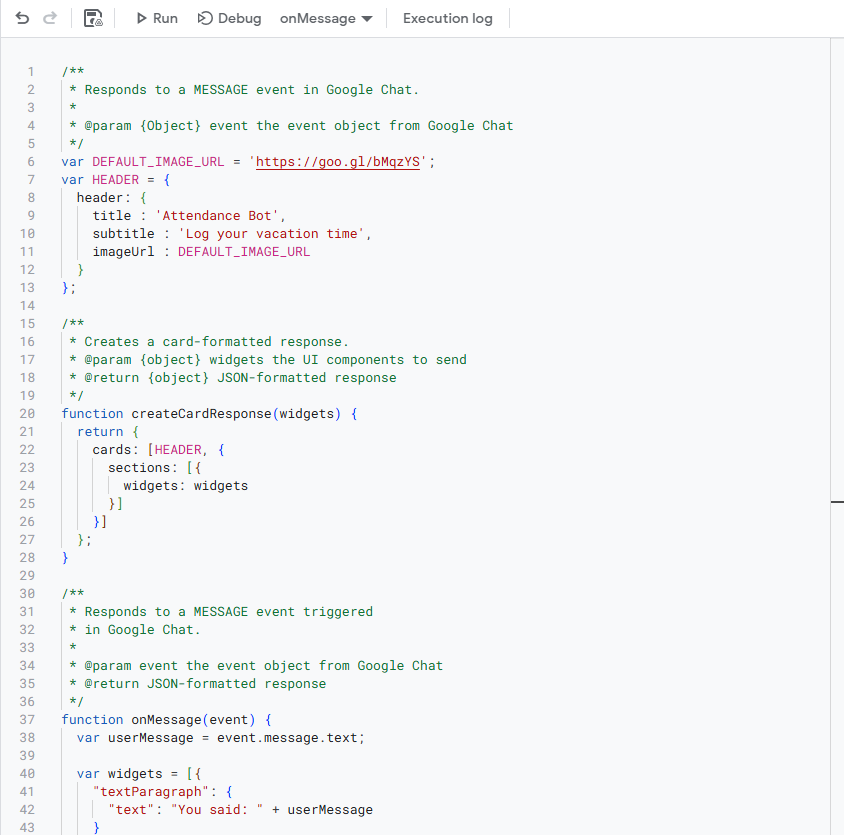 Run Debug onMessage Execution log
1 /**
2 * Responds to a MESSAGE event in Google Chat.
3 *
4 * @param {Object} event the event object from Google Chat
5 */
6 var DEFAULT_IMAGE_URL = 'https://goo.gl/bMqzYS';
7 var HEADER = {
8 header: {
9 title : 'Attendance Bot',
10 subtitle : 'Log your vacation time',
11 imageUrl : DEFAULT_IMAGE_URL
12 }
13 };
14
15 /**
16 * Creates a card-formatted response.
17 * @param {object} widgets the UI components to send
18 * @return {object} JSON-formatted response
19 */
20 function createCardResponse(widgets) {
21 return {
22 cards: [HEADER, {
23 sections: [{
24 widgets: widgets
25 }]
26 }]
27 };
28 }
29
30 /**
31 * Responds to a MESSAGE event triggered
32 * in Google Chat.
33 *
34 * @param event the event object from Google Chat
35 * @return JSON-formatted response
36 */
37 function onMessage(event) {
38 var userMessage = event.message.text;
39
40 var widgets = [{
41 "textParagraph": {
42 "text": "You said: " + userMessage
43 }